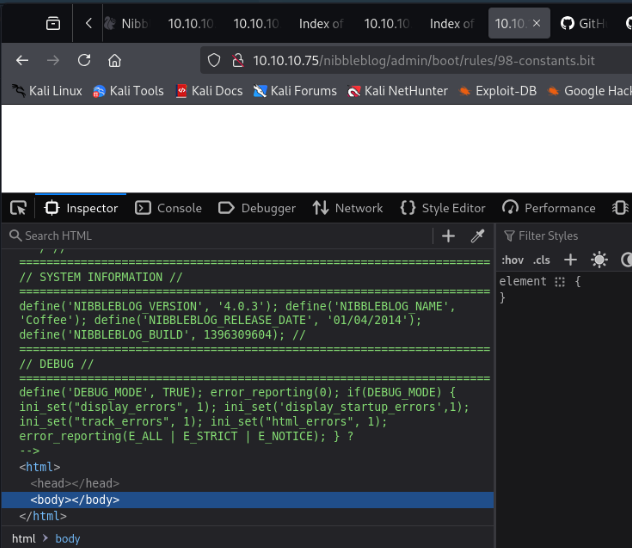 Nibb
10.10.10
10.10.10
Index of
10.10.10
Index of
10.10.
GitH
10.10.10.75/nibbleblog/admin/boot/rules/98-constants.bit
Kali Linux
Kali Tools
Kali Docs
Kali Forums
Kali NetHunter
Exploit-DB
Google Hack
Inspector
Console
Debugger
Network
Style Editor
Performance
Search HTML
Filter Styles
:hov .cls
=================================================================
// SYSTEM INFORMATION //
=================================================================
define('NIBBLEBLOG_VERSION', '4.0.3'); define('NIBBLEBLOG_NAME',
'Coffee'); define('NIBBLEBLOG_RELEASE_DATE', '01/04/2014');
define('NIBBLEBLOG_BUILD', 1396309604); //
=================================================================
// DEBUG //
=================================================================
define('DEBUG_MODE', TRUE); error_reporting(0); if(DEBUG_MODE) {
ini_set("display_errors", 1); ini_set('display_startup_errors',1);
ini_set("track_errors", 1); ini_set("html_errors", 1);
error_reporting(E_ALL | E_STRICT | E_NOTICE); } ?
-->
<html>
<head></head>
<body></body>
</html>
element {
}
html > body